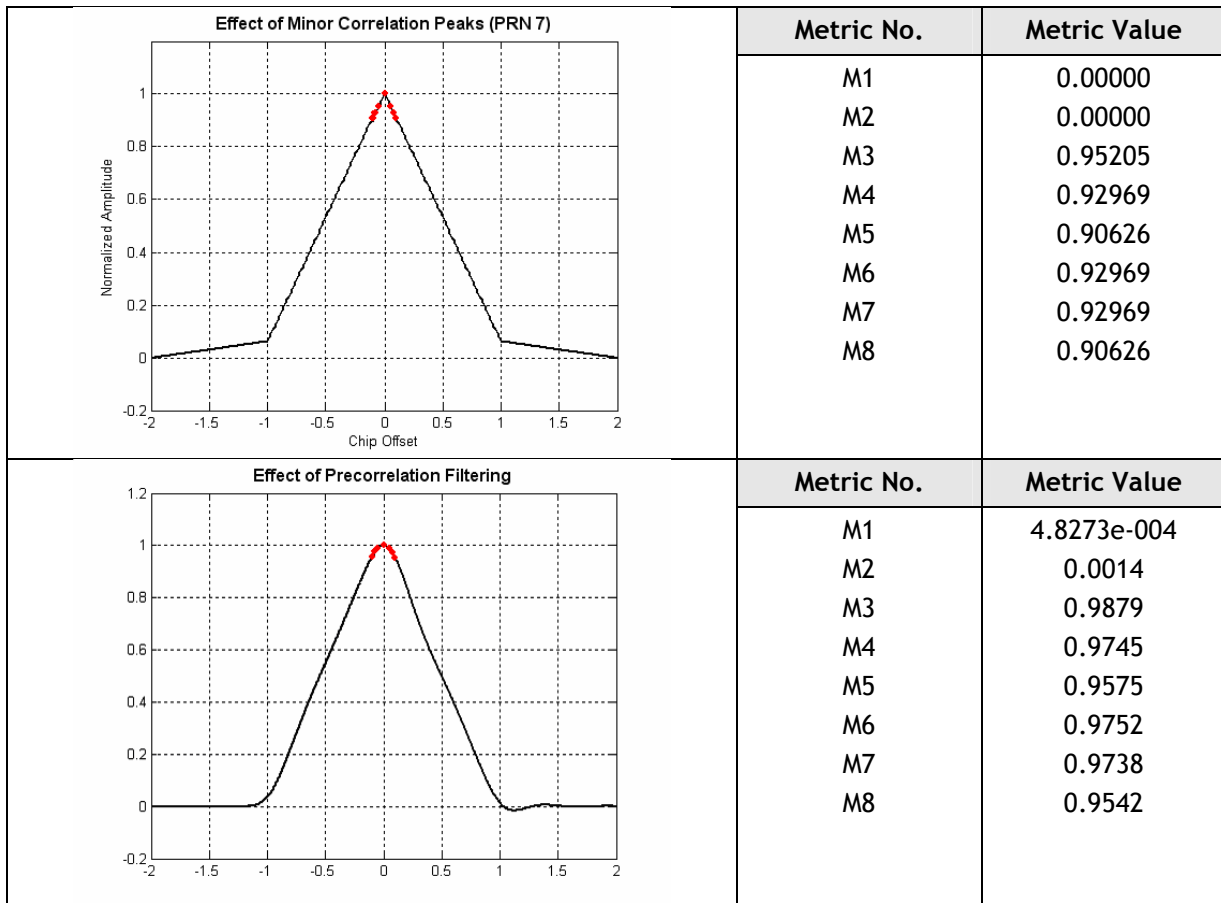 Effect of Minor Correlation Peaks (PRN 7)
1
0.8
0.6
0.4
0.2
0
-0.2
Normalized Amplitude
-2 -1.5 -1 -0.5 0 0.5 1 1.5 2
Chip Offset
Metric No. Metric Value
M1 0.00000
M2 0.00000
M3 0.95205
M4 0.92969
M5 0.90626
M6 0.92969
M7 0.92969
M8 0.90626
Effect of Precorrelation Filtering
1.2
1
0.8
0.6
0.4
0.2
0
-0.2
-2 -1.5 -1 -0.5 0 0.5 1 1.5 2
Metric No. Metric Value
M1 4.8273e-004
M2 0.0014
M3 0.9879
M4 0.9745
M5 0.9575
M6 0.9752
M7 0.9738
M8 0.9542